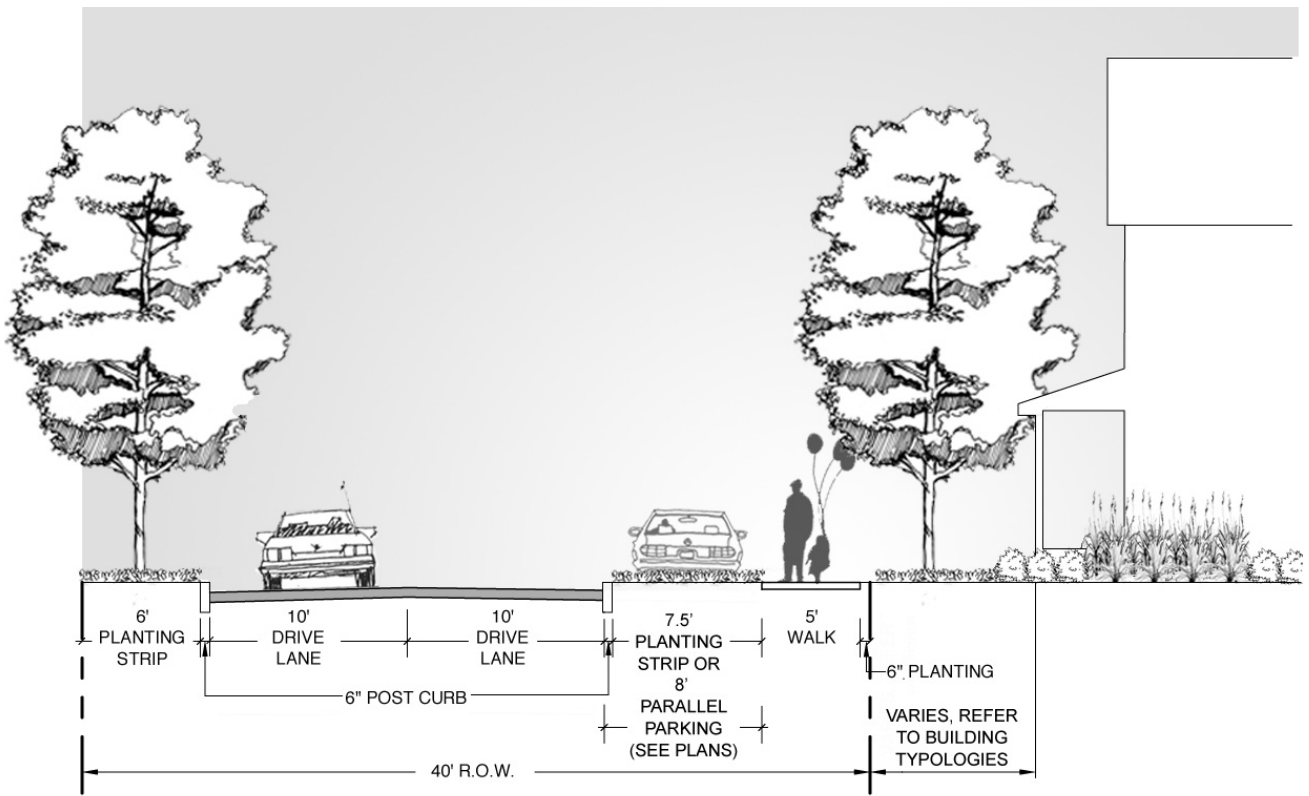 6'
PLANTING
STRIP
10'
DRIVE
LANE
10'
DRIVE
LANE
7.5'
PLANTING
STRIP OR
8'
PARALLEL
PARKING
(SEE PLANS)
5'
WALK
6" PLANTING
6" POST CURB
VARIES, REFER
TO BUILDING
TYPOLOGIES
40' R.O.W.